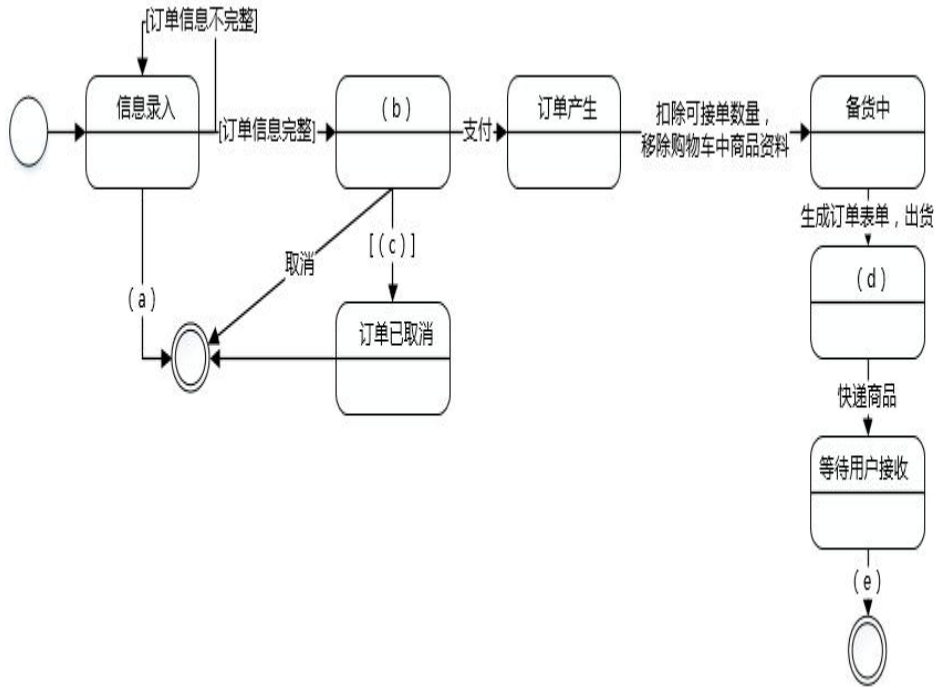 [订单信息不完整]
信息录入
[订单信息完整]
(b)
支付
订单产生
扣除可接单数量，
移除购物车中商品资料
备货中
生成订单表单，出货
取消
[(c)]
(d)
(a)
订单已取消
快递商品
等待用户接收
(e)